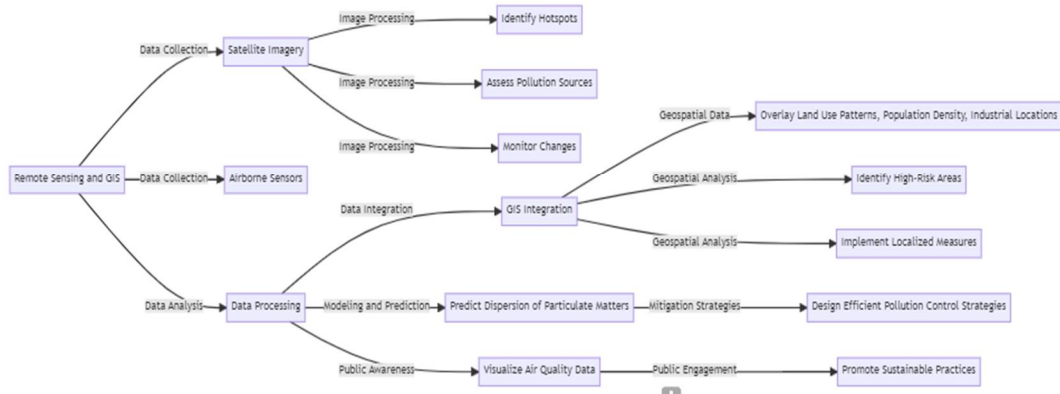 Image Processing
Identify Hotspots
Data Collection
Satellite Imagery
Image Processing
Assess Pollution Sources
Geospatial Data
Overlay Land Use Patterns, Population Density, Industrial Locations
Image Processing
Monitor Changes
Remote Sensing and GIS
Data Collection
Airborne Sensors
Geospatial Analysis
Identify High-Risk Areas
Data Integration
GIS Integration
Geospatial Analysis
Implement Localized Measures
Data Analysis
Data Processing
Modeling and Prediction
Predict Dispersion of Particulate Matters
Mitigation Strategies
Design Efficient Pollution Control Strategies
Public Awareness
Visualize Air Quality Data
Public Engagement
Promote Sustainable Practices